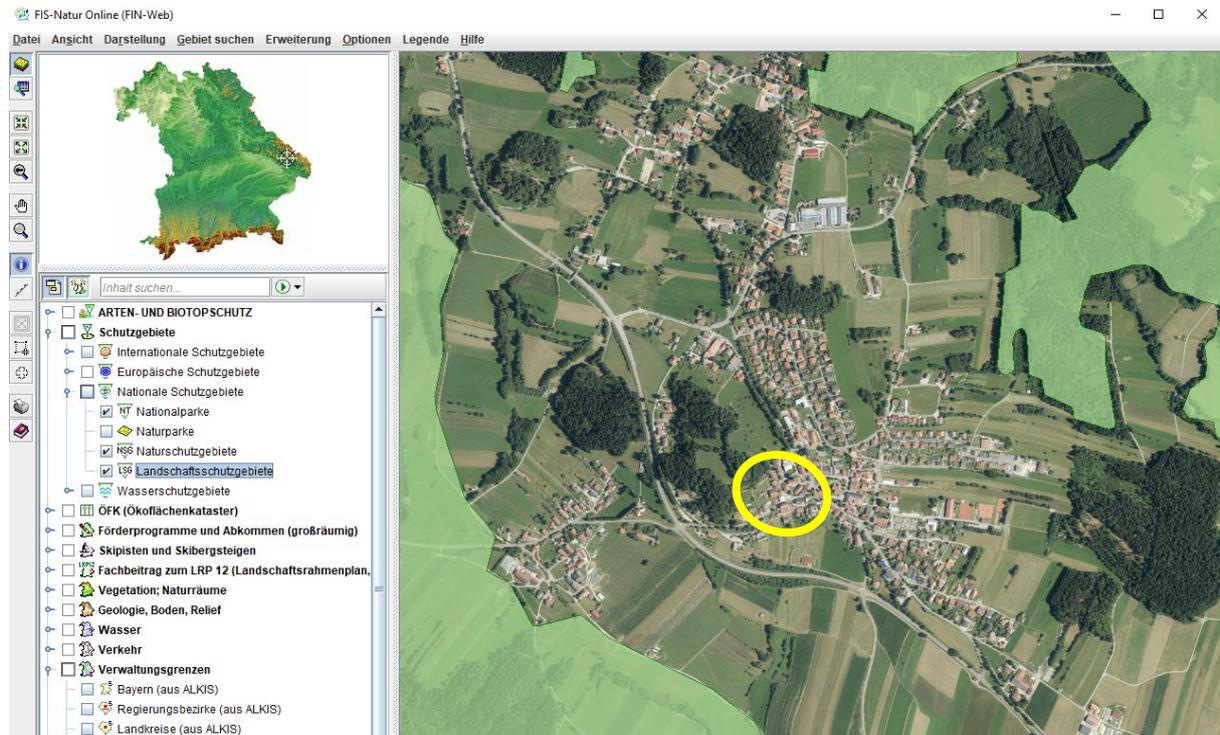 FIS-Natur Online (FIN-Web)
Datei Ansicht Darstellung Gebiet suchen Erweiterung Optionen Legende Hilfe
Inhalt suchen...
ARTEN- UND BIOTOPSCHUTZ
Schutzgebiete
Internationale Schutzgebiete
Europäische Schutzgebiete
Nationale Schutzgebiete
NT Nationalparke
Naturparke
NSG Naturschutzgebiete
LSG Landschaftsschutzgebiete
Wasserschutzgebiete
ÖFK (Ökoflächenkataster)
Förderprogramme und Abkommen (großräumig)
Skipisten und Skibergsteigen
Fachbeitrag zum LRP 12 (Landschaftsrahmenplan,
Vegetation; Naturräume
Geologie, Boden, Relief
Wasser
Verkehr
Verwaltungsgrenzen
Bayern (aus ALKIS)
Regierungsbezirke (aus ALKIS)
Landkreise (aus ALKIS)